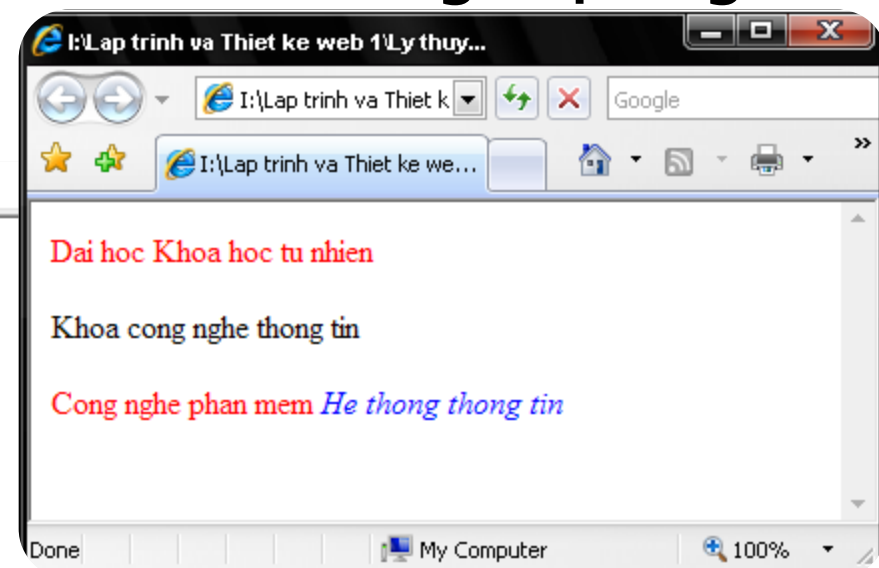 I:\Lap trinh va Thiet ke web 1\Ly thuy...
I:\Lap trinh va Thiet k
Google
I:\Lap trinh va Thiet ke we...
»
Dai hoc Khoa hoc tu nhien
Khoa cong nghe thong tin
Cong nghe phan mem He thong thong tin
Done
My Computer
100%